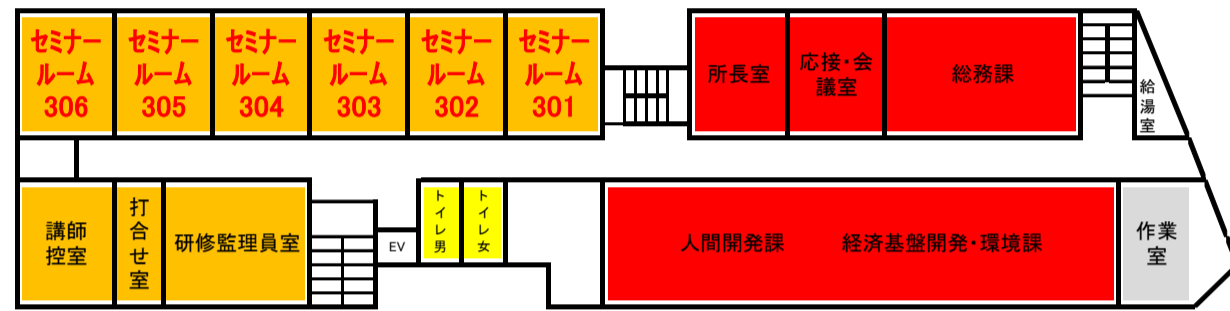 セミナー
ルーム
306
セミナー
ルーム
305
セミナー
ルーム
304
セミナー
ルーム
303
セミナー
ルーム
302
セミナー
ルーム
301
所長室
応接・会
議室
総務課
給湯室
講師
控室
打合せ室
研修監理員室
EV
トイレ男
トイレ女
人間開発課
経済基盤開発・環境課
作業
室